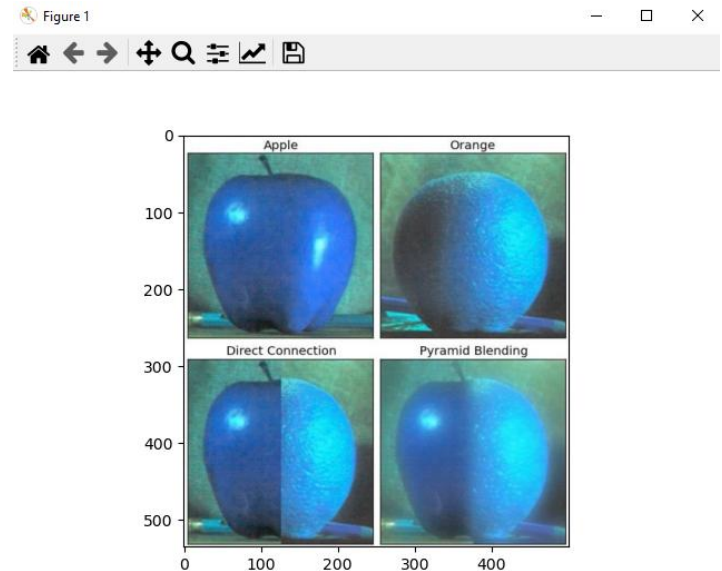 Figure 1
0
Apple
Orange
100
200
300
Direct Connection
Pyramid Blending
400
500
0
100
200
300
400